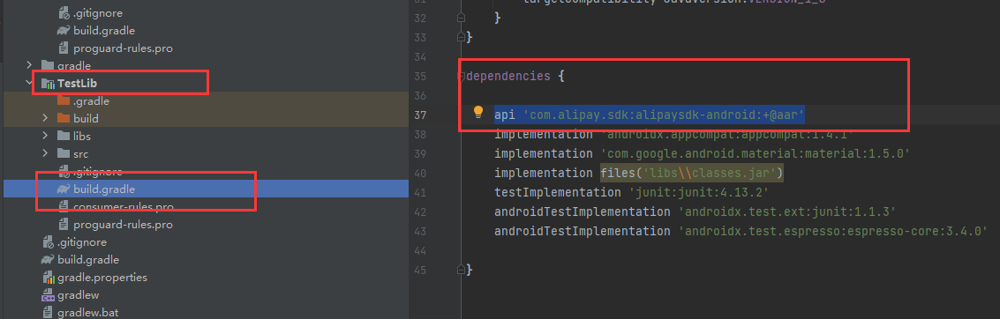 .gitignore
build.gradle
proguard-rules.pro
gradle
TestLib
.gradle
build
libs
src
.gitignore
build.gradle
consumer-rules.pro
proguard-rules.pro
.gitignore
build.gradle
gradle.properties
gradlew
gradlew.bat
32 }
33 }
34
35 dependencies {
36
37 api 'com.alipay.sdk:alipaysdk-android:+@aar'
38 implementation 'androidx.appcompat:appcompat:1.4.1'
39 implementation 'com.google.android.material:material:1.5.0'
40 implementation files('libs\\classes.jar')
41 testImplementation 'junit:junit:4.13.2'
42 androidTestImplementation 'androidx.test.ext:junit:1.1.3'
43 androidTestImplementation 'androidx.test.espresso:espresso-core:3.4.0'
44
45 }